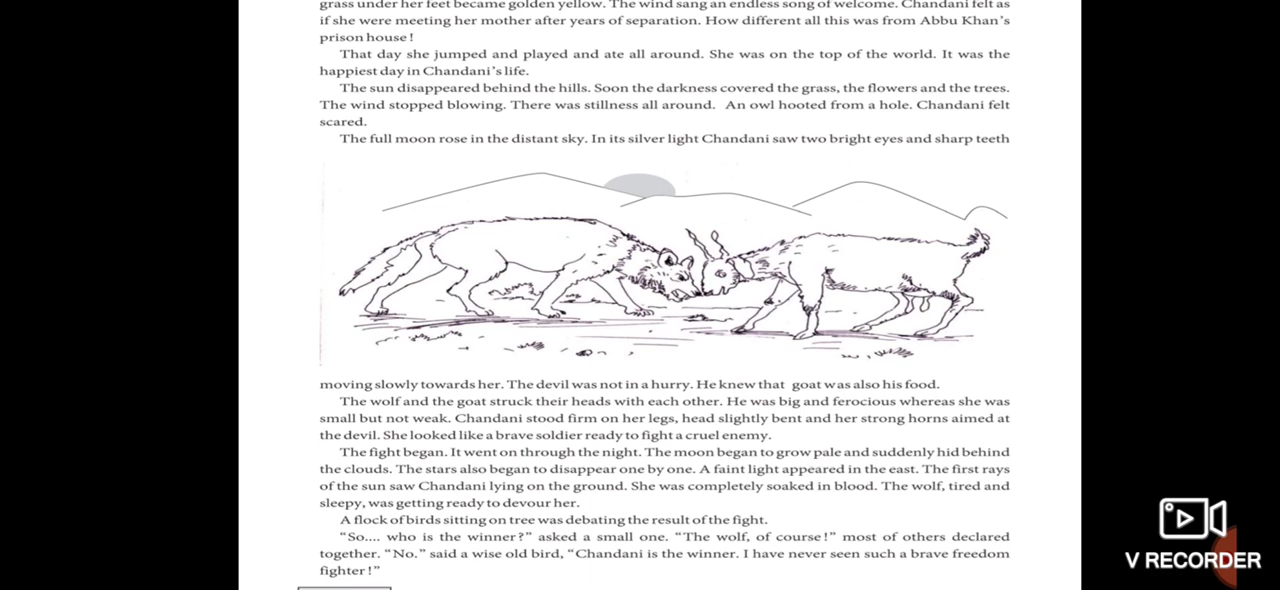 grass under her feet became golden yellow. The wind sang an endless song of welcome. Chandani felt as
if she were meeting her mother after years of separation. How different all this was from Abbu Khan's
prison house!
That day she jumped and played and ate all around. She was on the top of the world. It was the
happiest day in Chandani's life.
The sun disappeared behind the hills. Soon the darkness covered the grass, the flowers and the trees.
The wind stopped blowing. There was stillness all around. An owl hooted from a hole. Chandani felt
scared.
The full moon rose in the distant sky. In its silver light Chandani saw two bright eyes and sharp teeth
moving slowly towards her. The devil was not in a hurry. He knew that goat was also his food.
The wolf and the goat struck their heads with each other. He was big and ferocious whereas she was
small but not weak. Chandani stood firm on her legs, head slightly bent and her strong horns aimed at
the devil. She looked like a brave soldier ready to fight a cruel enemy.
The fight began. It went on through the night. The moon began to grow pale and suddenly hid behind
the clouds. The stars also began to disappear one by one. A faint light appeared in the east. The first rays
of the sun saw Chandani lying on the ground. She was completely soaked in blood. The wolf, tired and
sleepy, was getting ready to devour her.
A flock of birds sitting on tree was debating the result of the fight.
"So.... who is the winner?" asked a small one. "The wolf, of course!" most of others declared
together. "No." said a wise old bird, "Chandani is the winner. I have never seen such a brave freedom
fighter!"
V RECORDER